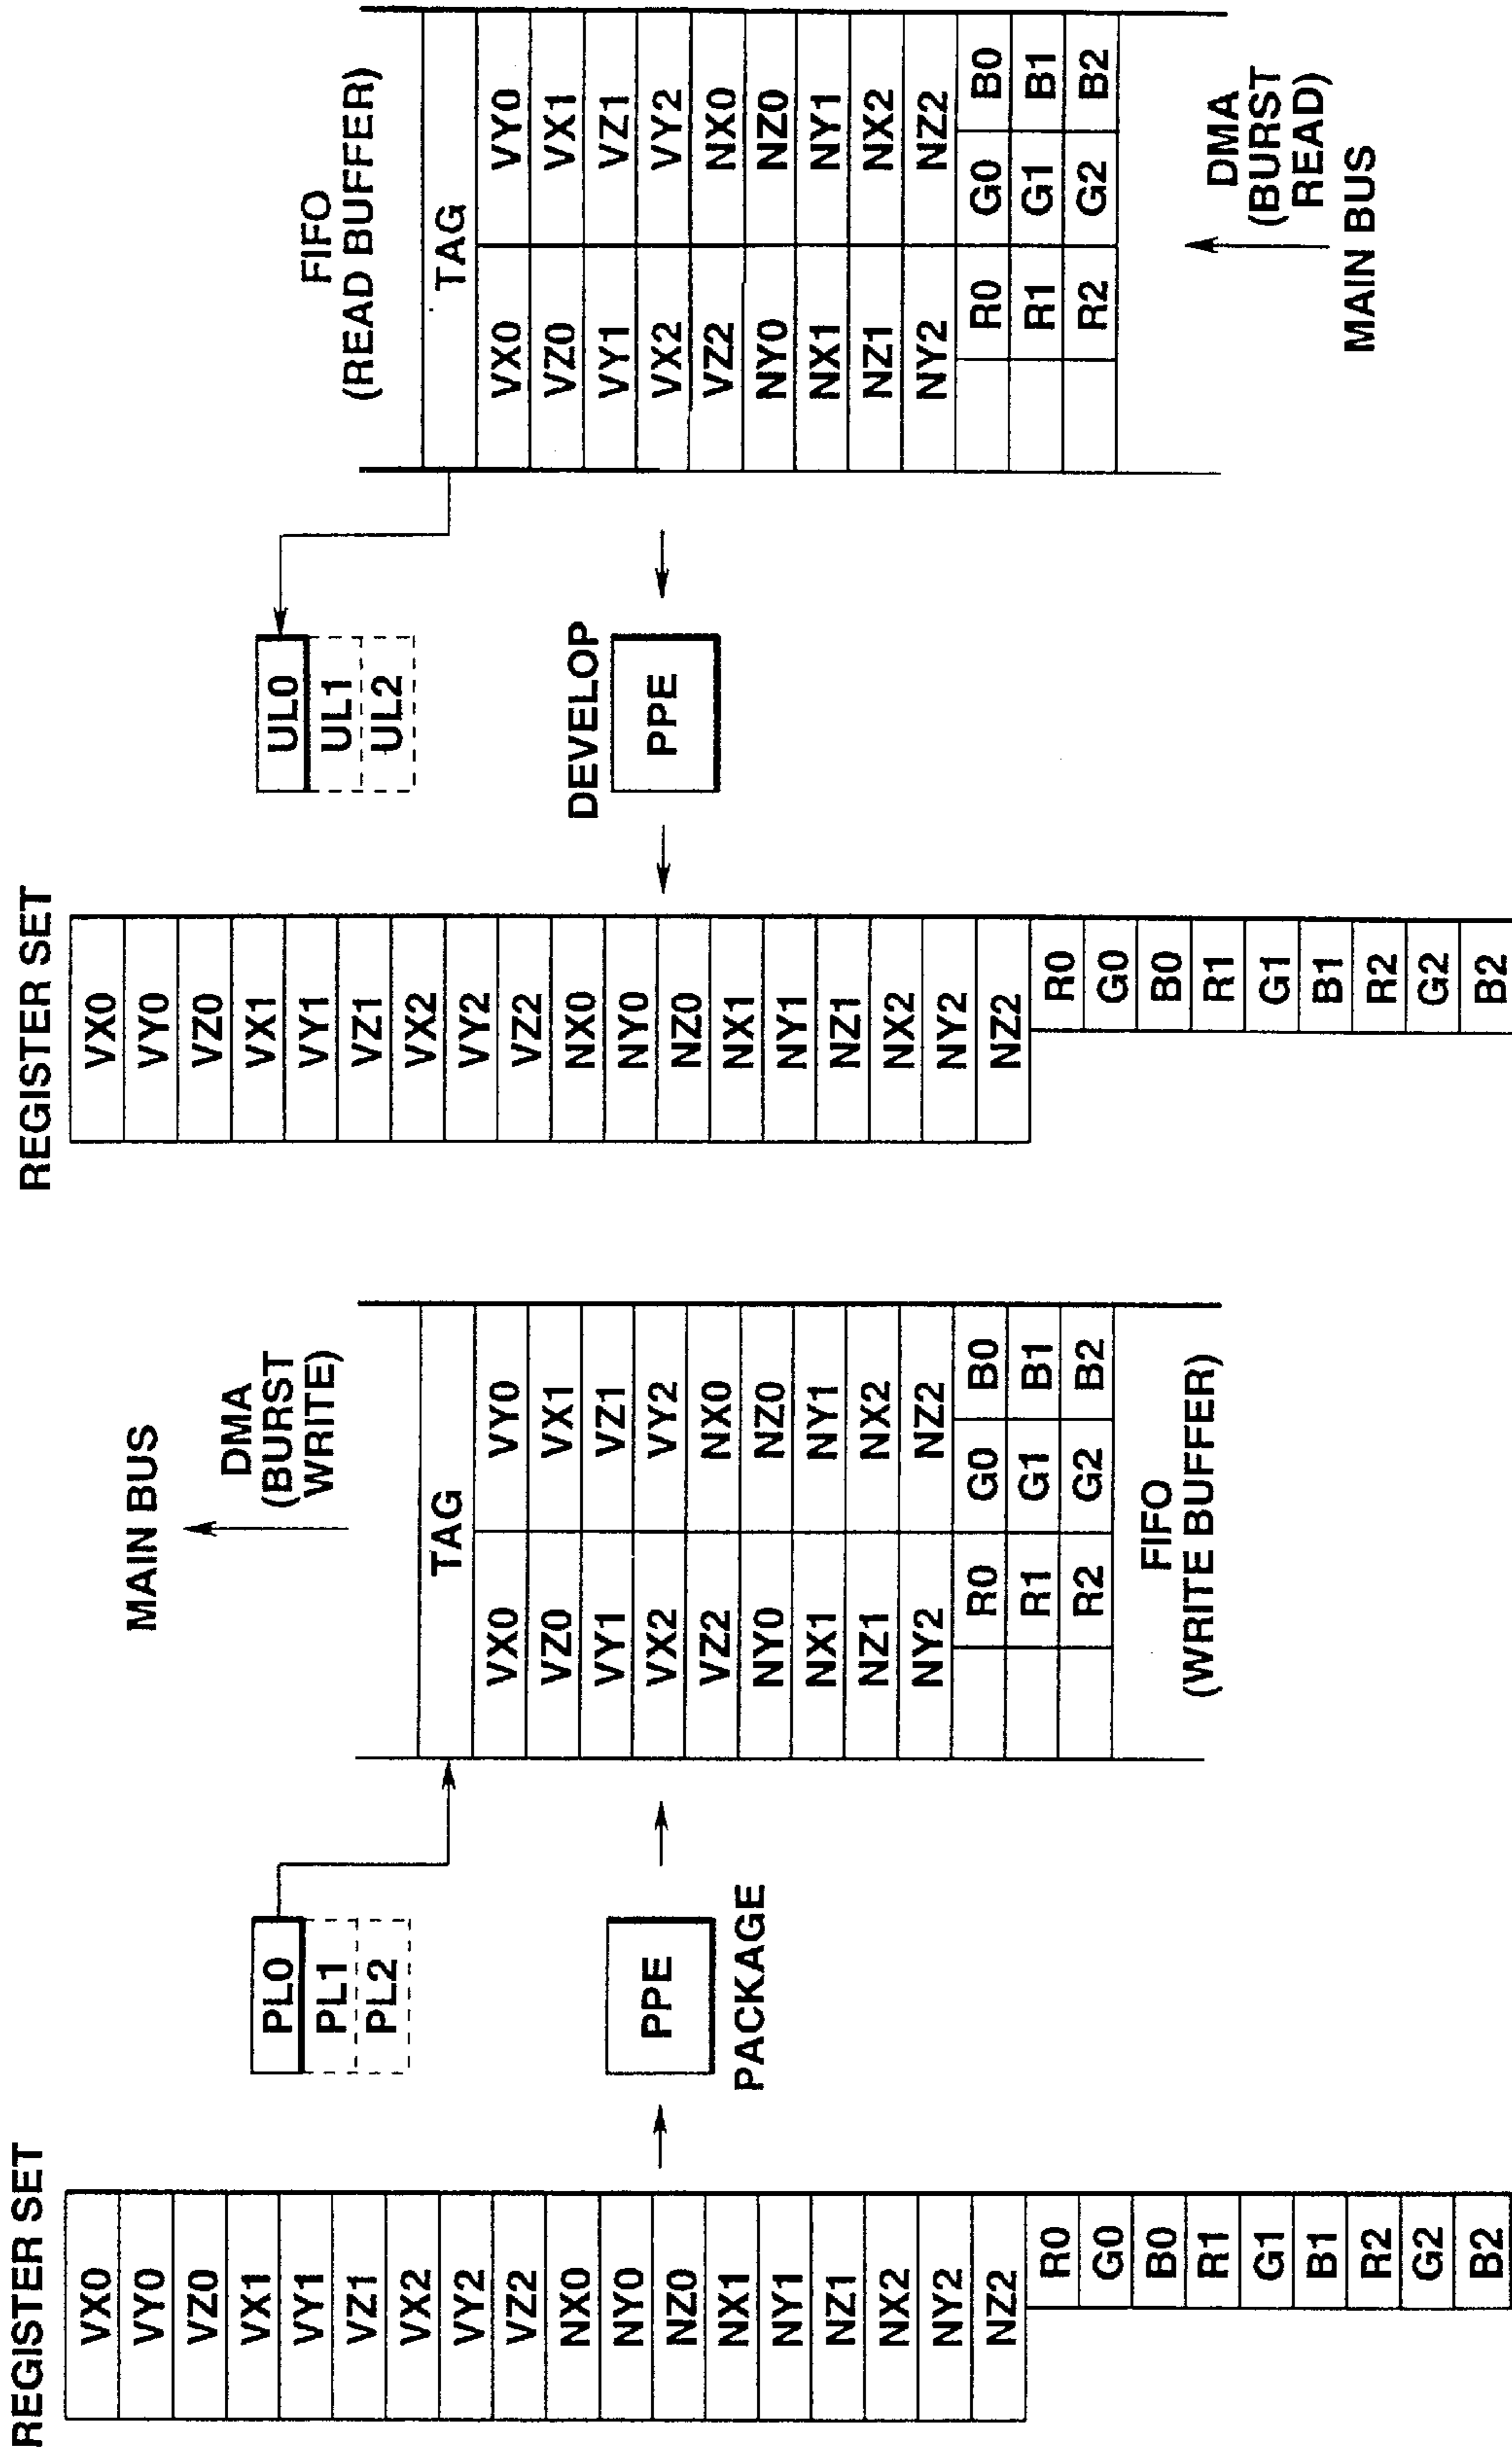 REGISTER SET
VX0
VY0
VZ0
VX1
VY1
VZ1
VX2
VY2
VZ2
NX0
NY0
NZ0
NX1
NY1
NZ1
NX2
NY2
NZ2
R0
G0
B0
R1
G1
B1
R2
G2
B2
PL0
PL1
PL2
PPE
PACKAGE
MAIN BUS
DMA
(BURST
WRITE)
TAG
VX0 VY0
VZ0 VX1
VY1 VZ1
VX2 VY2
VZ2 NX0
NY0 NZ0
NX1 NY1
NZ1 NX2
NY2 NZ2
R0 G0 B0
R1 G1 B1
R2 G2 B2
FIFO
(WRITE BUFFER)
REGISTER SET
VX0
VY0
VZ0
VX1
VY1
VZ1
VX2
VY2
VZ2
NX0
NY0
NZ0
NX1
NY1
NZ1
NX2
NY2
NZ2
R0
G0
B0
R1
G1
B1
R2
G2
B2
UL0
UL1
UL2
DEVELOP
PPE
FIFO
(READ BUFFER)
TAG
VX0 VY0
VZ0 VX1
VY1 VZ1
VX2 VY2
VZ2 NX0
NY0 NZ0
NX1 NY1
NZ1 NX2
NY2 NZ2
R0 G0 B0
R1 G1 B1
R2 G2 B2
DMA
(BURST
READ)
MAIN BUS